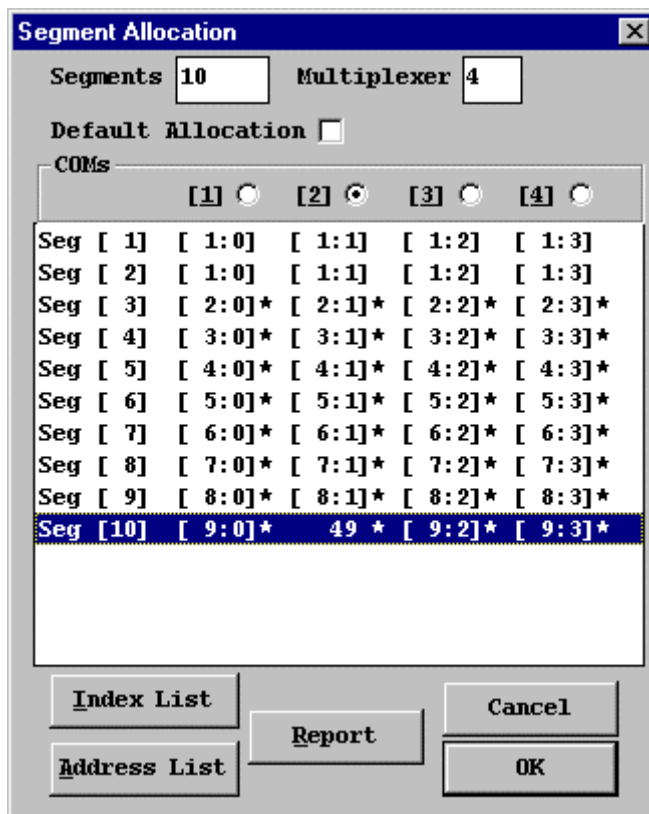 Segment Allocation
Segments 10 Multiplexer 4
Default Allocation
COMs
[1] [2] [3] [4]
Seg [ 1] [ 1:0] [ 1:1] [ 1:2] [ 1:3]
Seg [ 2] [ 1:0] [ 1:1] [ 1:2] [ 1:3]
Seg [ 3] [ 2:0]* [ 2:1]* [ 2:2]* [ 2:3]*
Seg [ 4] [ 3:0]* [ 3:1]* [ 3:2]* [ 3:3]*
Seg [ 5] [ 4:0]* [ 4:1]* [ 4:2]* [ 4:3]*
Seg [ 6] [ 5:0]* [ 5:1]* [ 5:2]* [ 5:3]*
Seg [ 7] [ 6:0]* [ 6:1]* [ 6:2]* [ 6:3]*
Seg [ 8] [ 7:0]* [ 7:1]* [ 7:2]* [ 7:3]*
Seg [ 9] [ 8:0]* [ 8:1]* [ 8:2]* [ 8:3]*
Seg [10] [ 9:0]* 49 * [ 9:2]* [ 9:3]*
Index List
Cancel
Report
Address List
OK